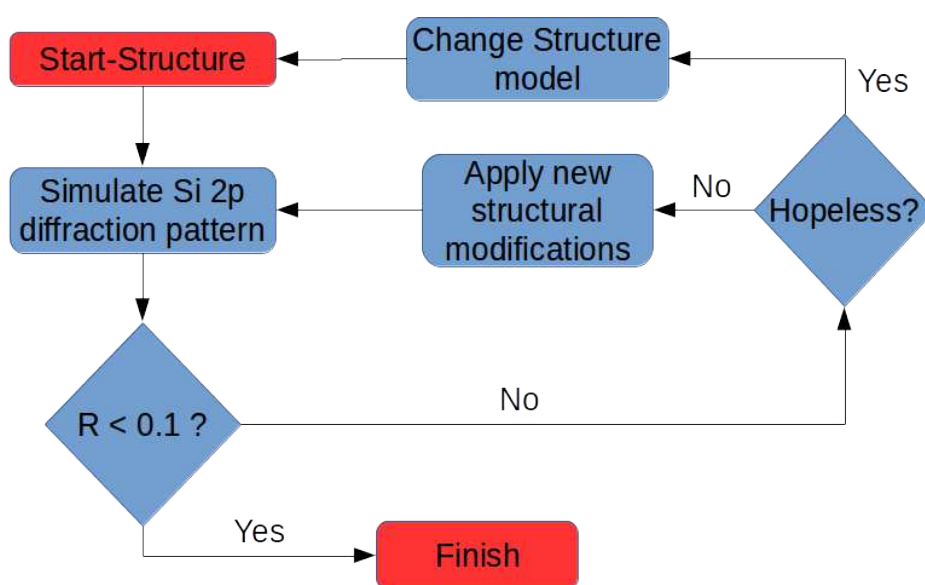 Start-Structure
Change Structure
model
Yes
Simulate Si 2p
diffraction pattern
Apply new
structural
modifications
No
Hopeless?
R < 0.1 ?
No
Yes
Finish